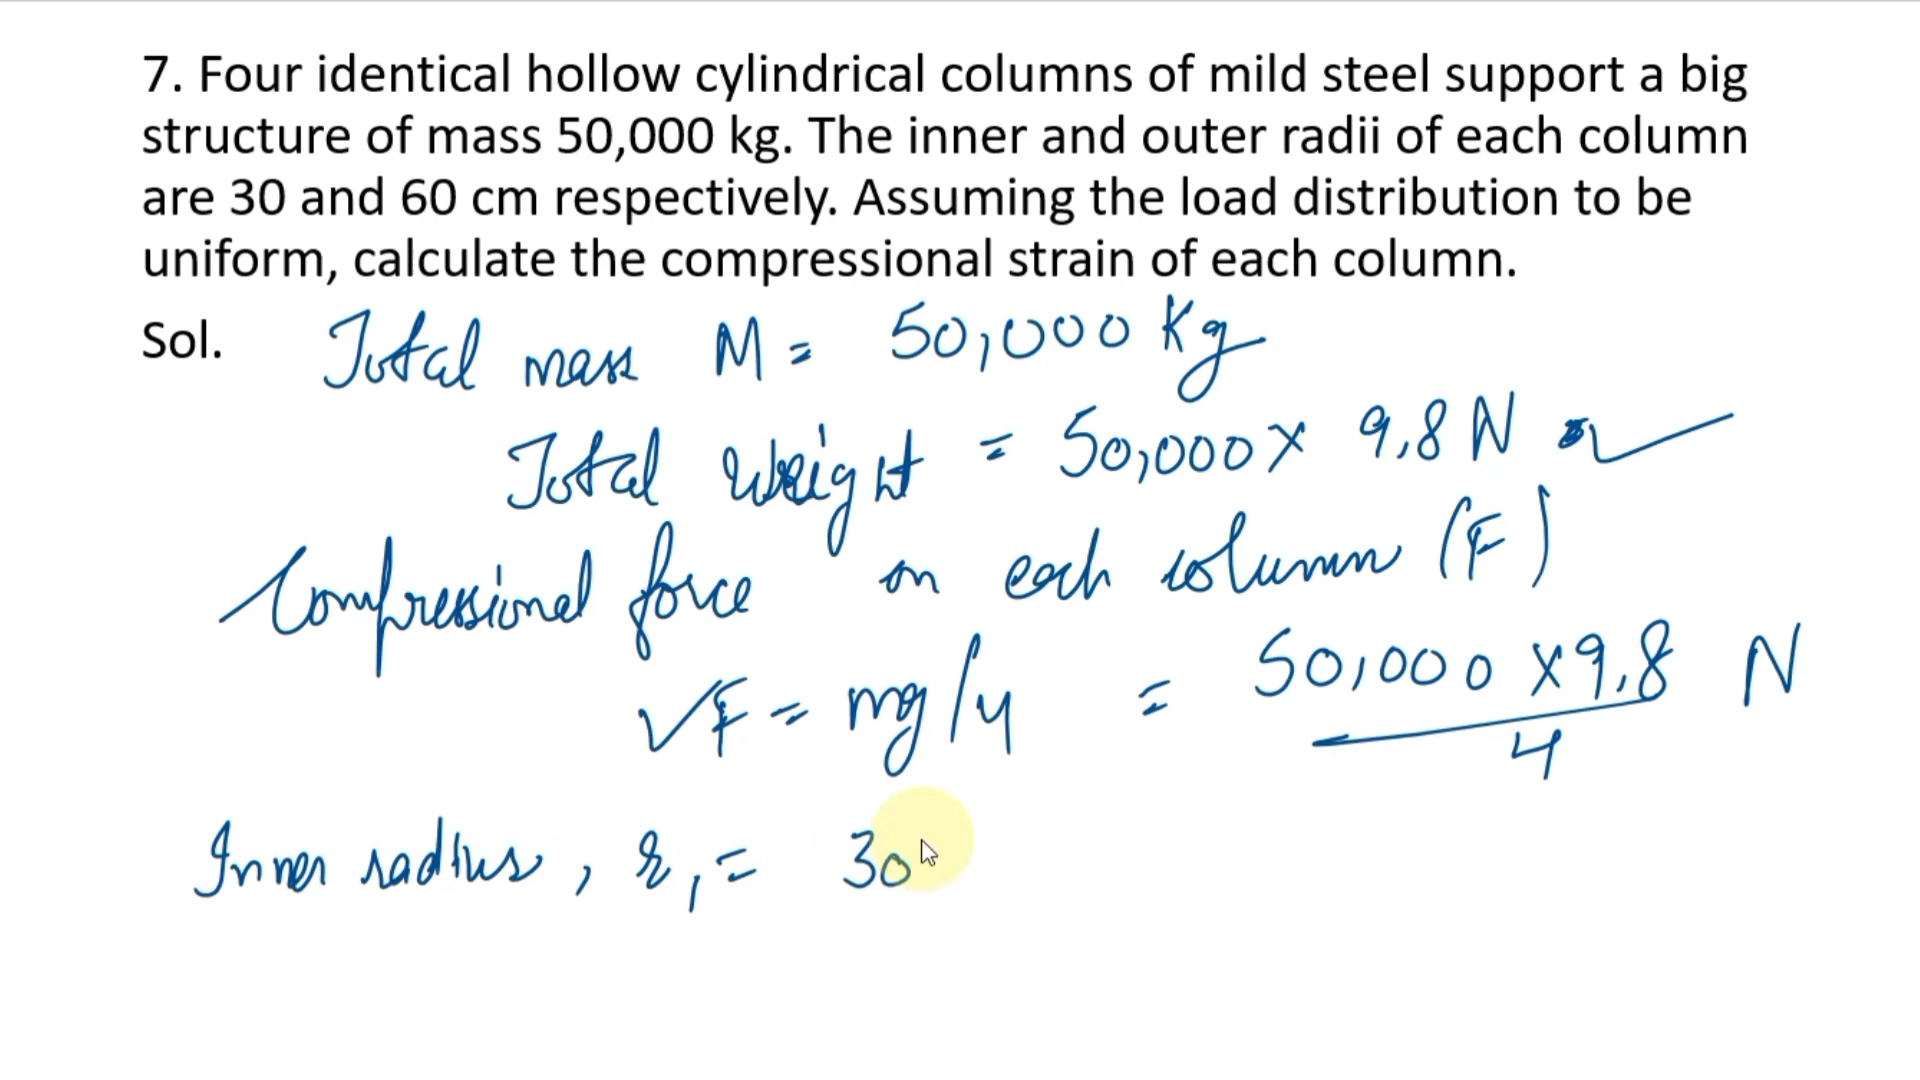 7. Four identical hollow cylindrical columns of mild steel support a big
structure of mass 50,000 kg. The inner and outer radii of each column
are 30 and 60 cm respectively. Assuming the load distribution to be
uniform, calculate the compressional strain of each column.
Sol. Total mass M = 50,000 Kg
Total Weight = 50,000 × 9.8 N
Compressional force on each column (F)
✓F = mg/4 = 50,000 × 9.8 / 4 N
Inner radius, r₁ = 30